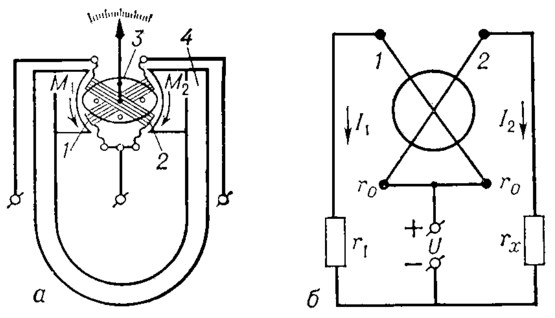 3
4
M₁
M₂
1
2
а
1
2
I₁
I₂
r₀
r₀
+
U
−
r₁
rₓ
б